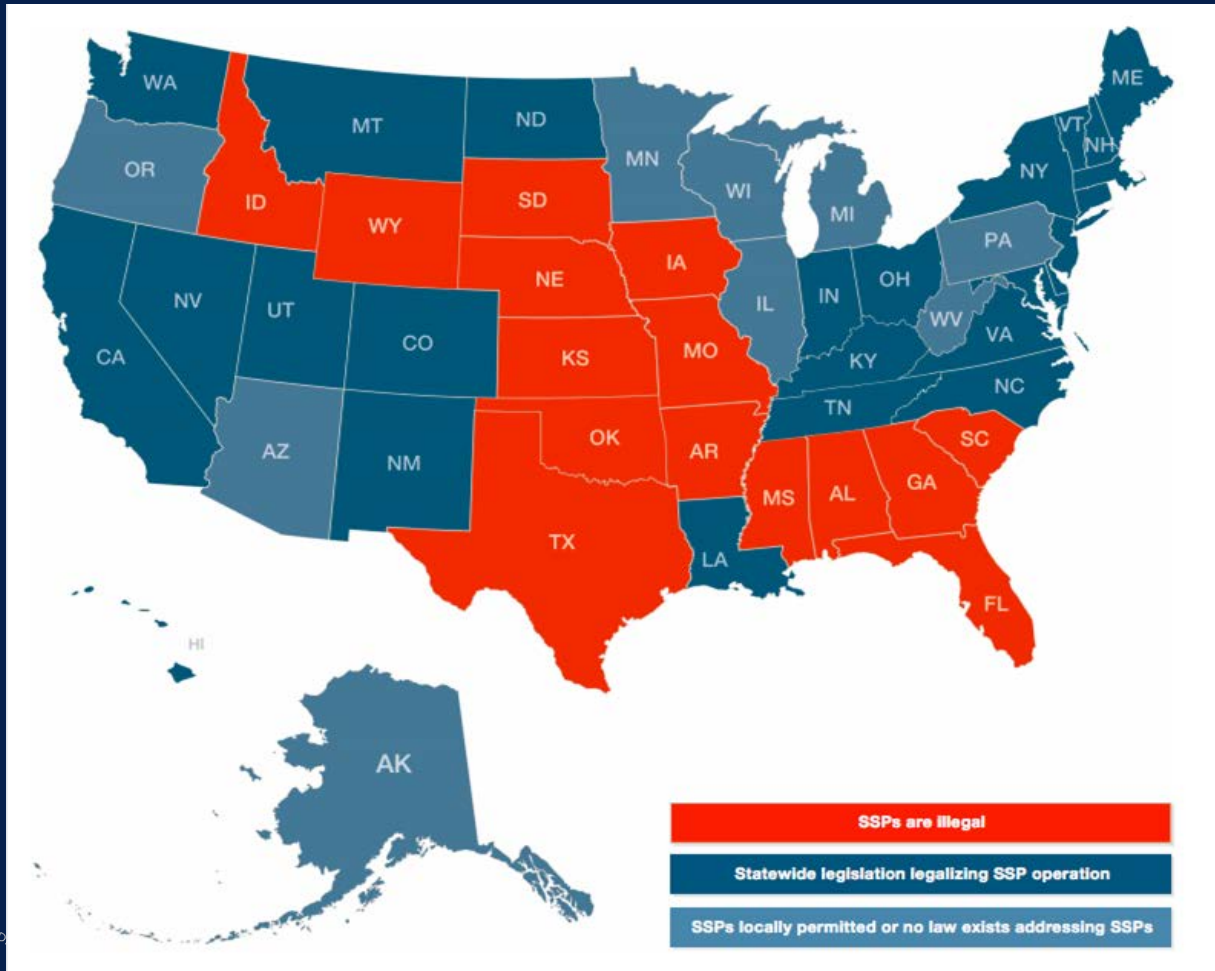 WA
MT
ND
MN
ME
VT
NH
OR
ID
WY
SD
WI
MI
NY
NE
IA
PA
NV
UT
CO
IL
IN
OH
WV
VA
CA
KS
MO
KY
NC
TN
AZ
NM
OK
AR
SC
MS
AL
GA
TX
LA
FL
HI
AK
SSPs are illegal
Statewide legislation legalizing SSP operation
SSPs locally permitted or no law exists addressing SSPs